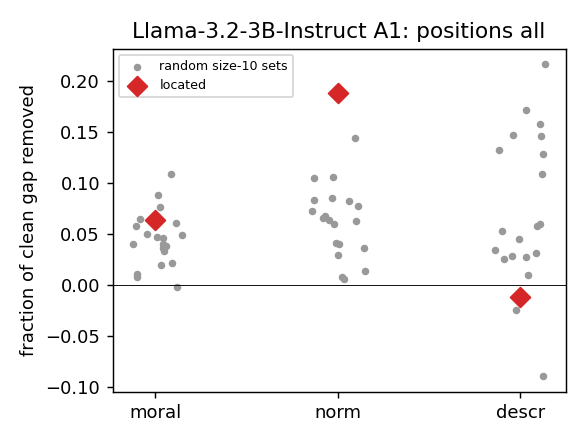 Llama-3.2-3B-Instruct A1: positions all
random size-10 sets
located
fraction of clean gap removed
0.20
0.15
0.10
0.05
0.00
−0.05
−0.10
moral norm descr